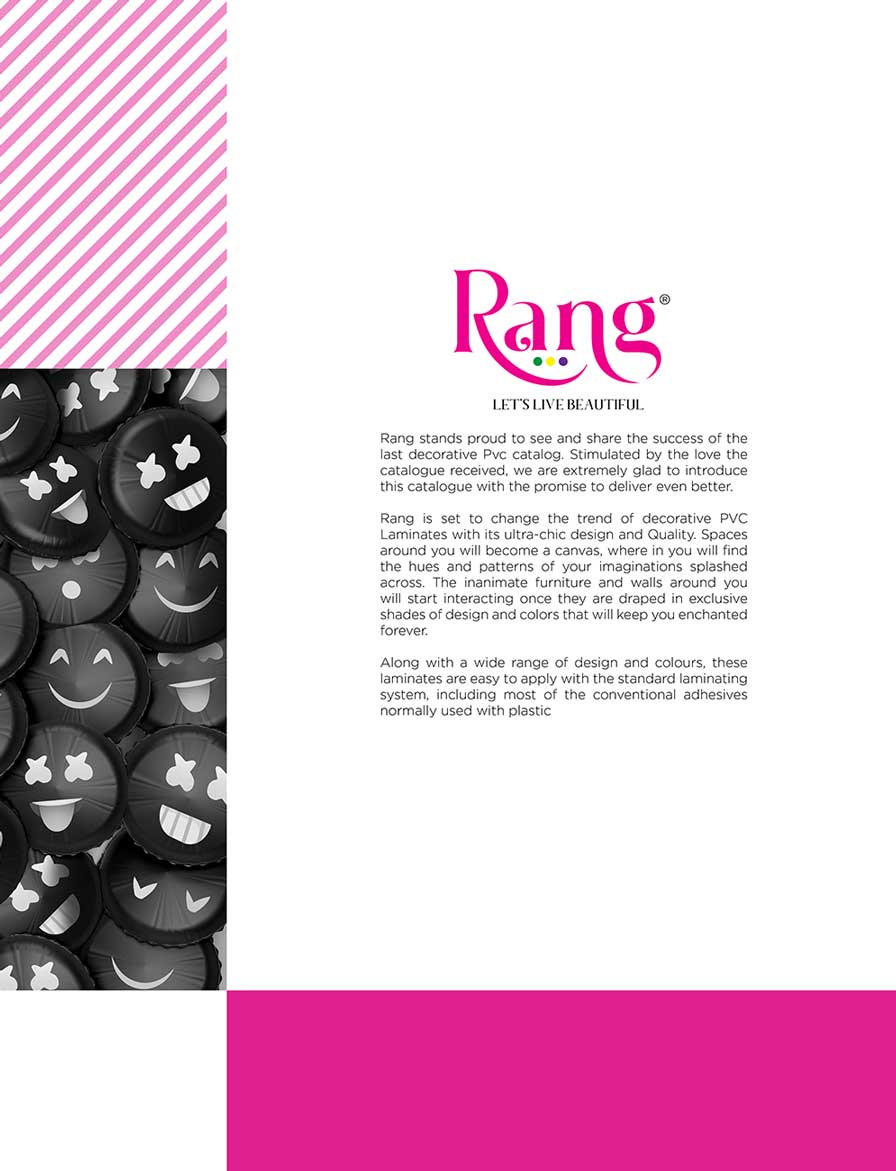 Rang®
LET'S LIVE BEAUTIFUL
Rang stands proud to see and share the success of the
last decorative Pvc catalog. Stimulated by the love the
catalogue received, we are extremely glad to introduce
this catalogue with the promise to deliver even better.
Rang is set to change the trend of decorative PVC
Laminates with its ultra-chic design and Quality. Spaces
around you will become a canvas, where in you will find
the hues and patterns of your imaginations splashed
across. The inanimate furniture and walls around you
will start interacting once they are draped in exclusive
shades of design and colors that will keep you enchanted
forever.
Along with a wide range of design and colours, these
laminates are easy to apply with the standard laminating
system, including most of the conventional adhesives
normally used with plastic